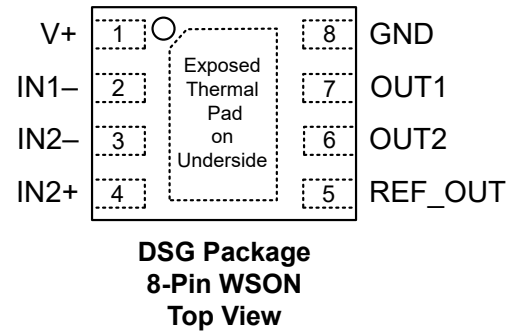 V+ 1 8 GND
IN1– 2 7 OUT1
IN2– 3 6 OUT2
IN2+ 4 5 REF_OUT
Exposed
Thermal
Pad
on
Underside
DSG Package
8-Pin WSON
Top View